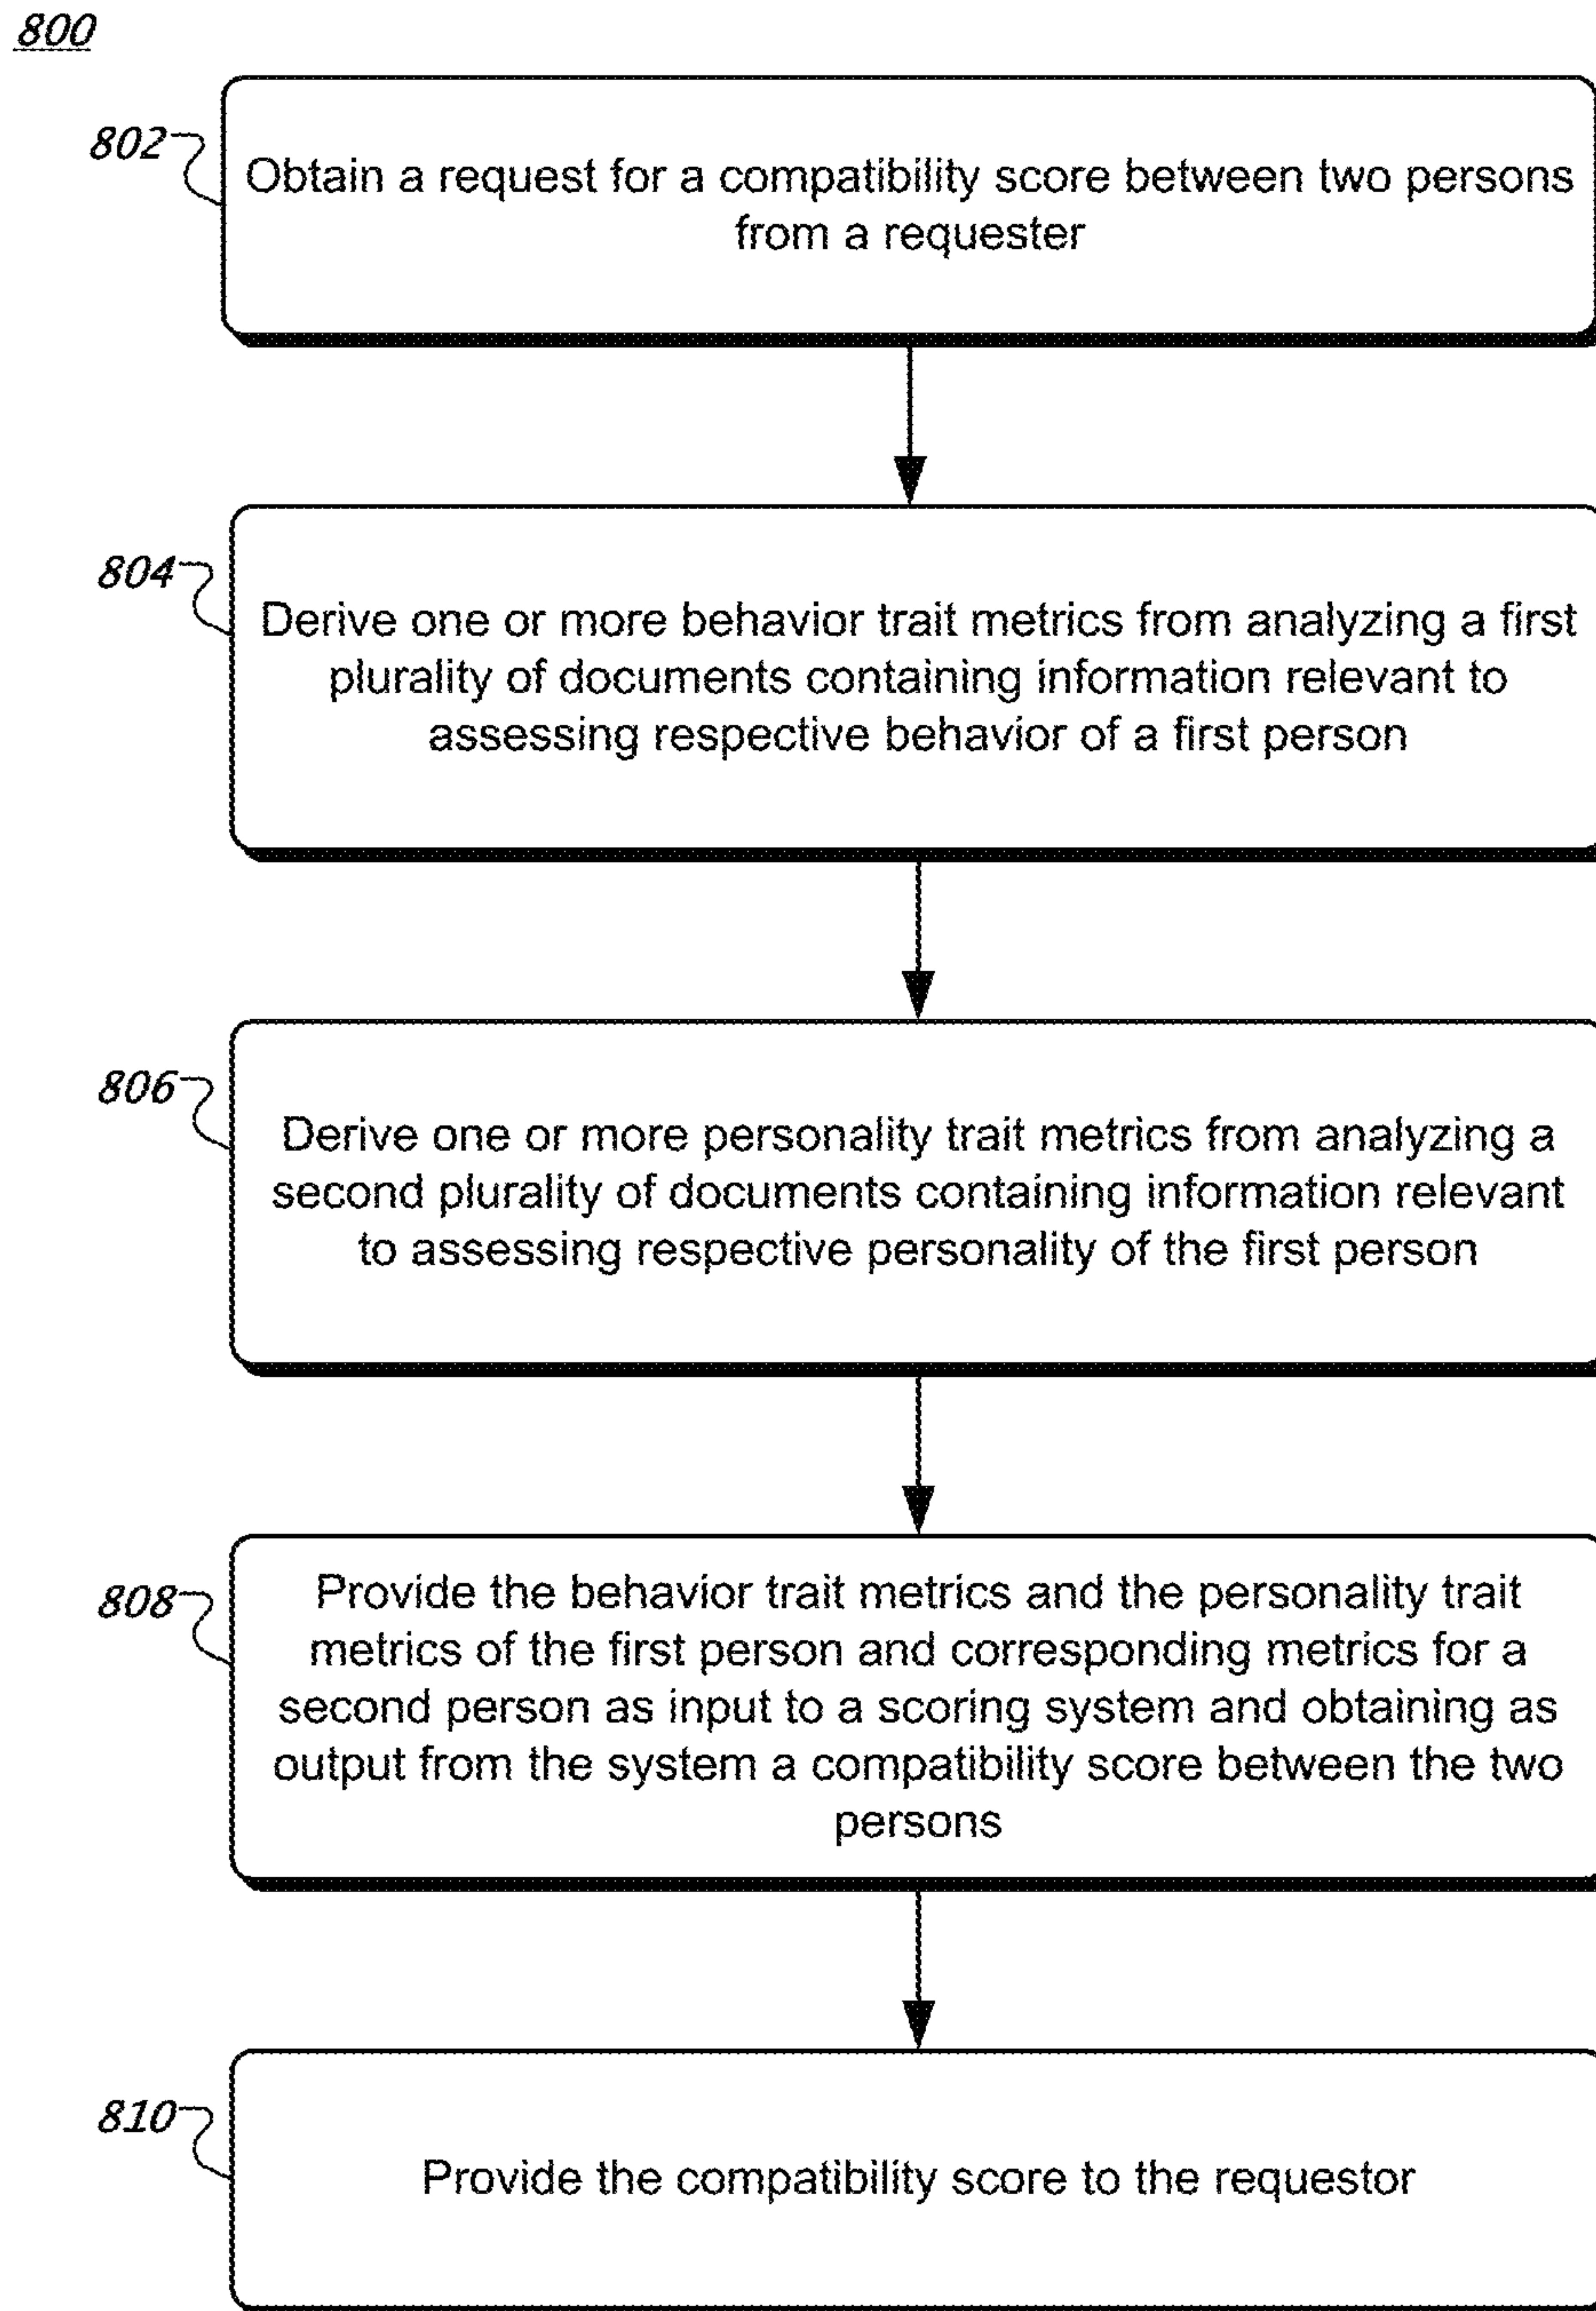 800
802
Obtain a request for a compatibility score between two persons
from a requester
804
Derive one or more behavior trait metrics from analyzing a first
plurality of documents containing information relevant to
assessing respective behavior of a first person
806
Derive one or more personality trait metrics from analyzing a
second plurality of documents containing information relevant
to assessing respective personality of the first person
808
Provide the behavior trait metrics and the personality trait
metrics of the first person and corresponding metrics for a
second person as input to a scoring system and obtaining as
output from the system a compatibility score between the two
persons
810
Provide the compatibility score to the requestor